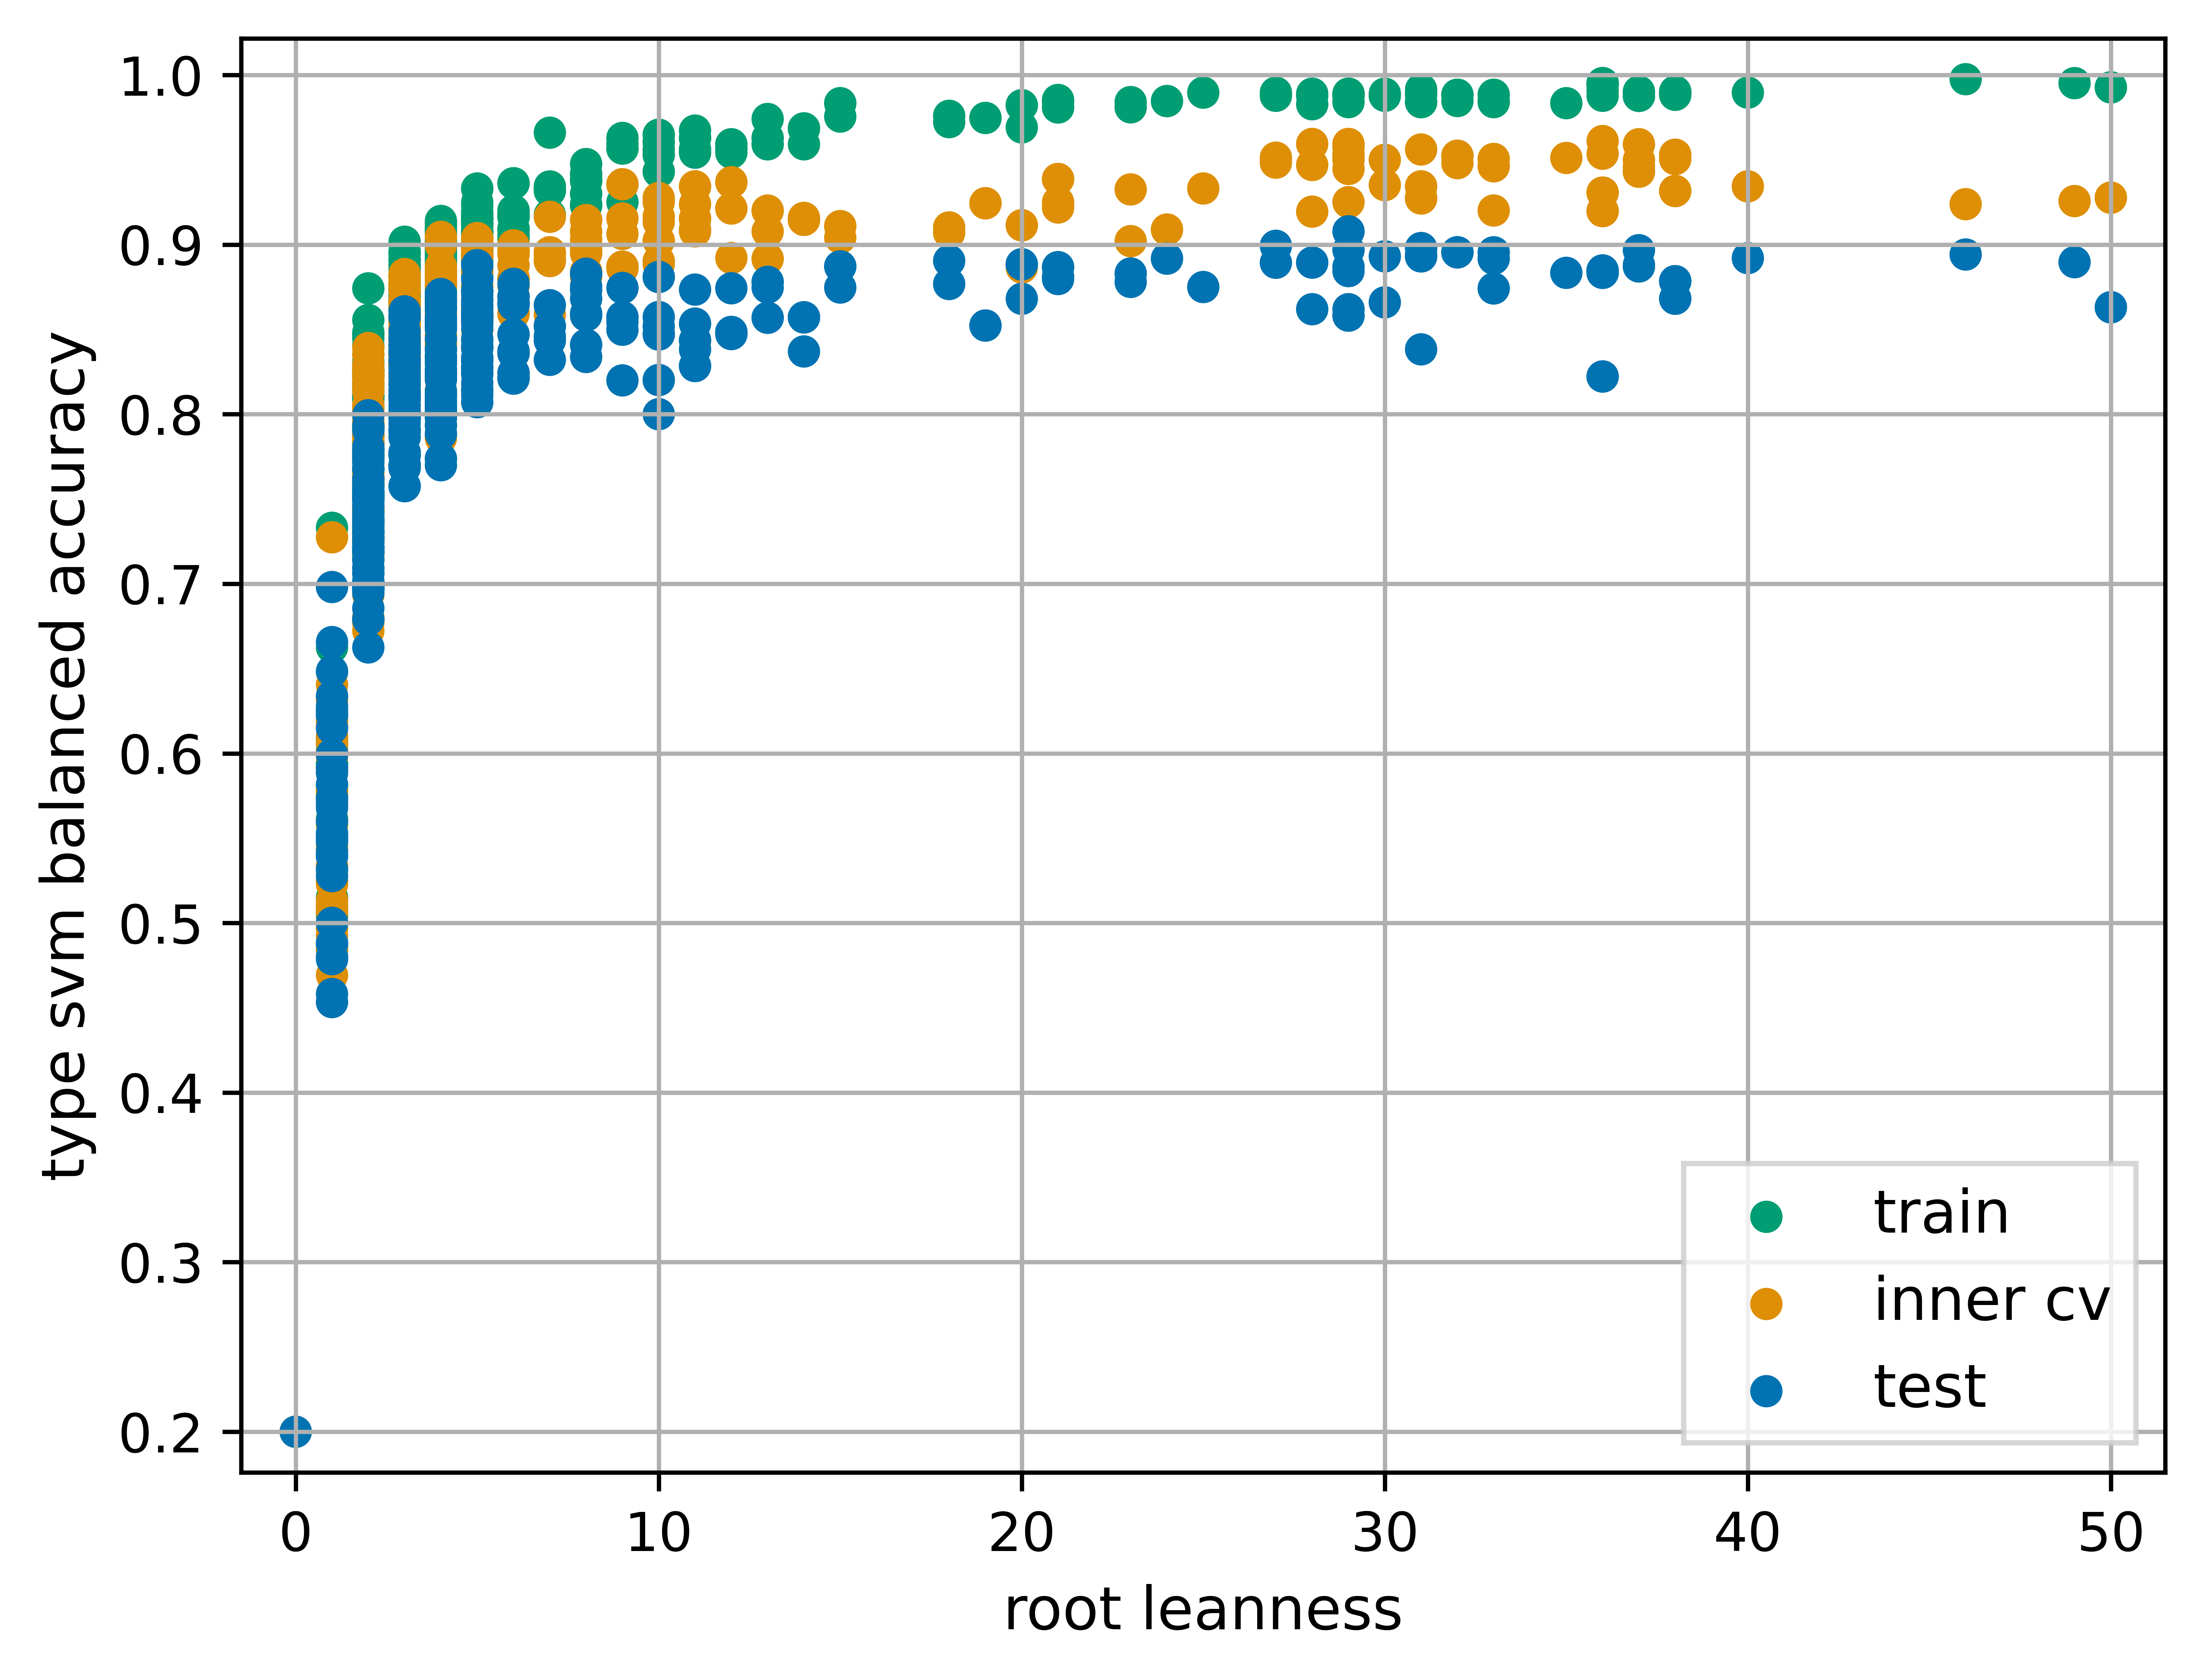 1.0
0.9
0.8
0.7
0.6
0.5
0.4
0.3
0.2
type svm balanced accuracy
train
inner cv
test
0 10 20 30 40 50
root leanness